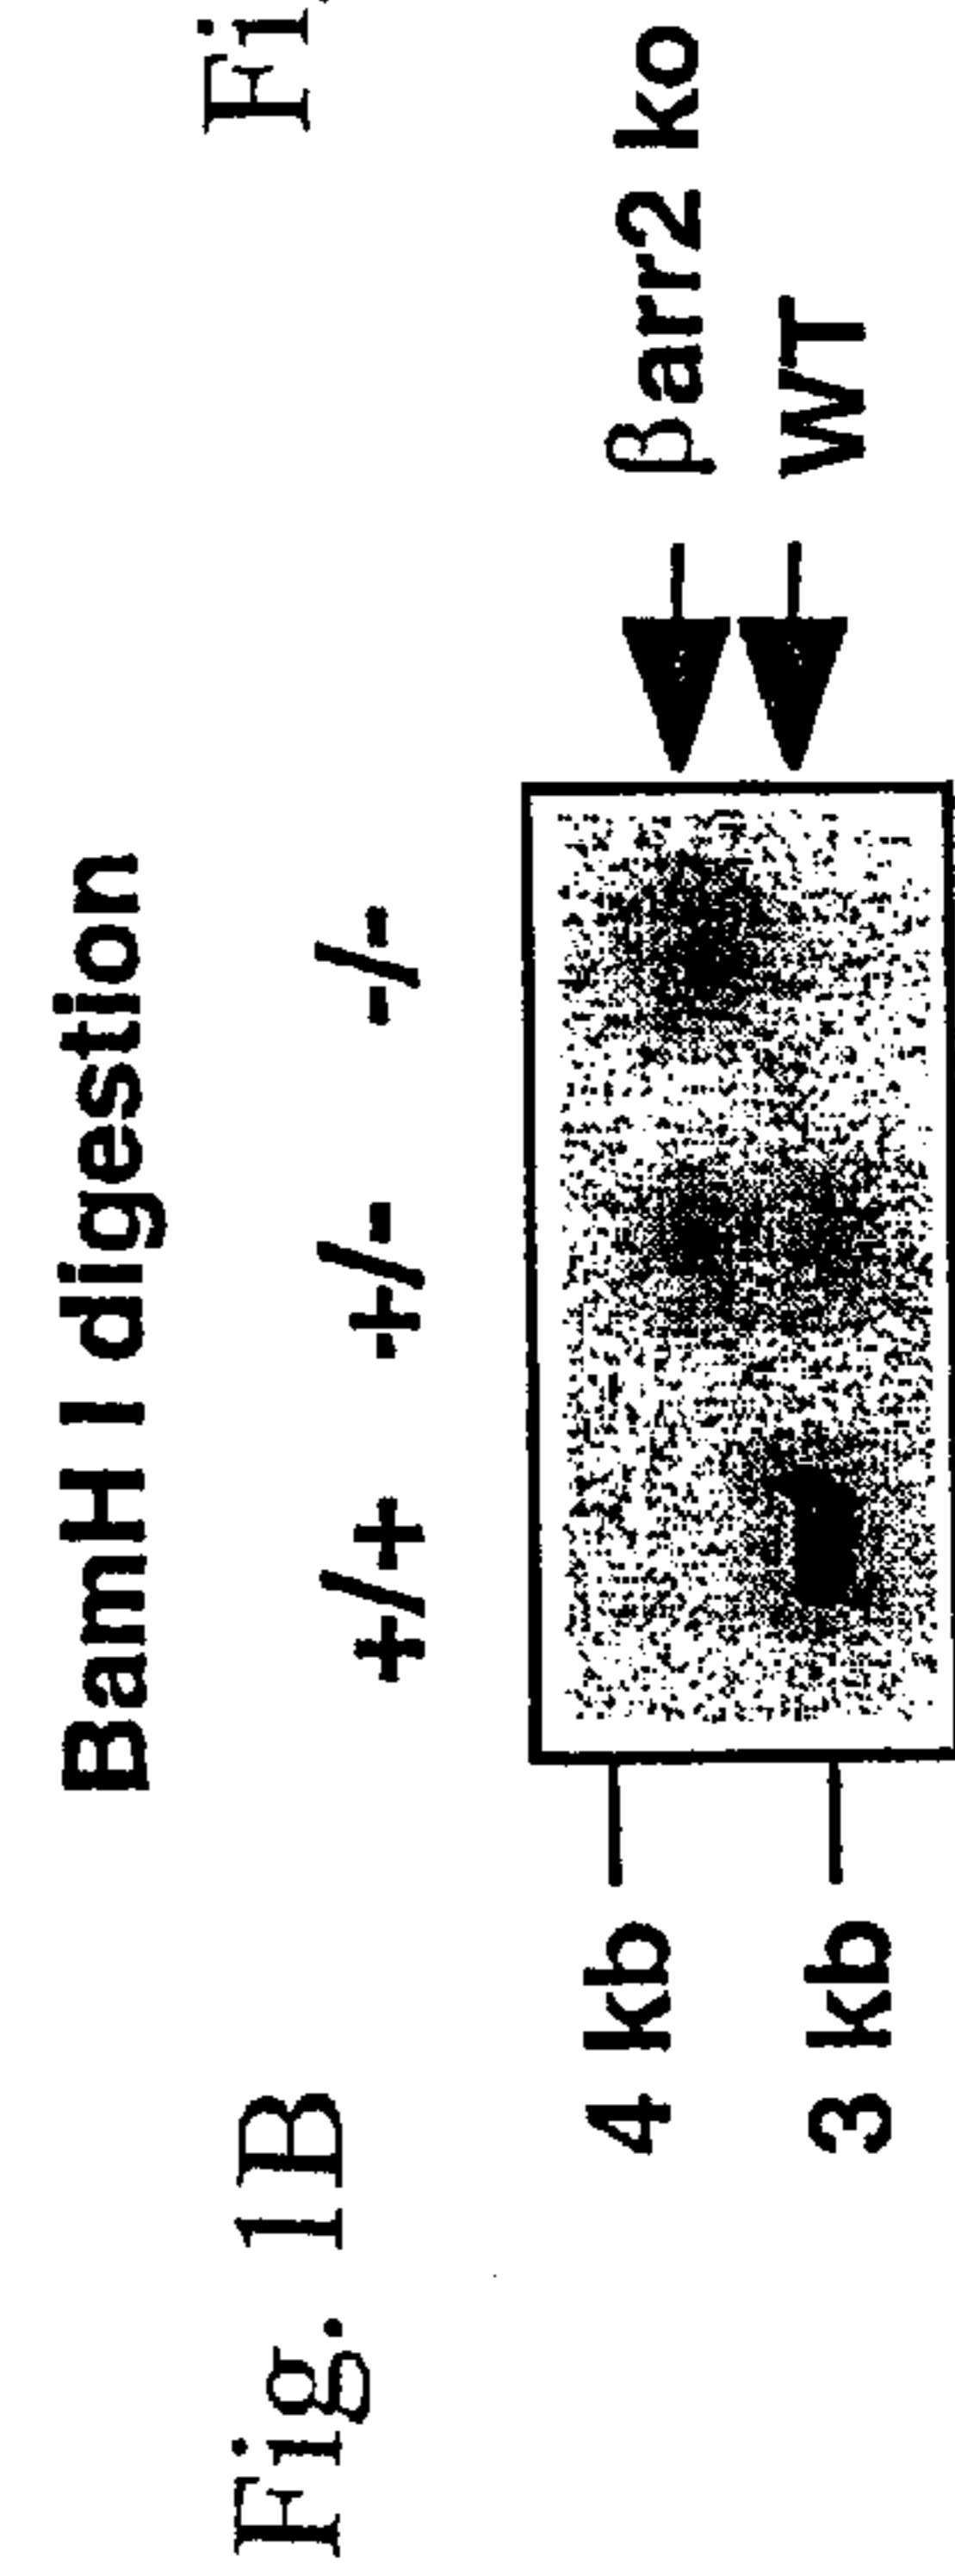 BamH I digestion
Fig. 1B
Fi
+/+ +/- -/-
4 kb
βarr2 ko
3 kb
WT